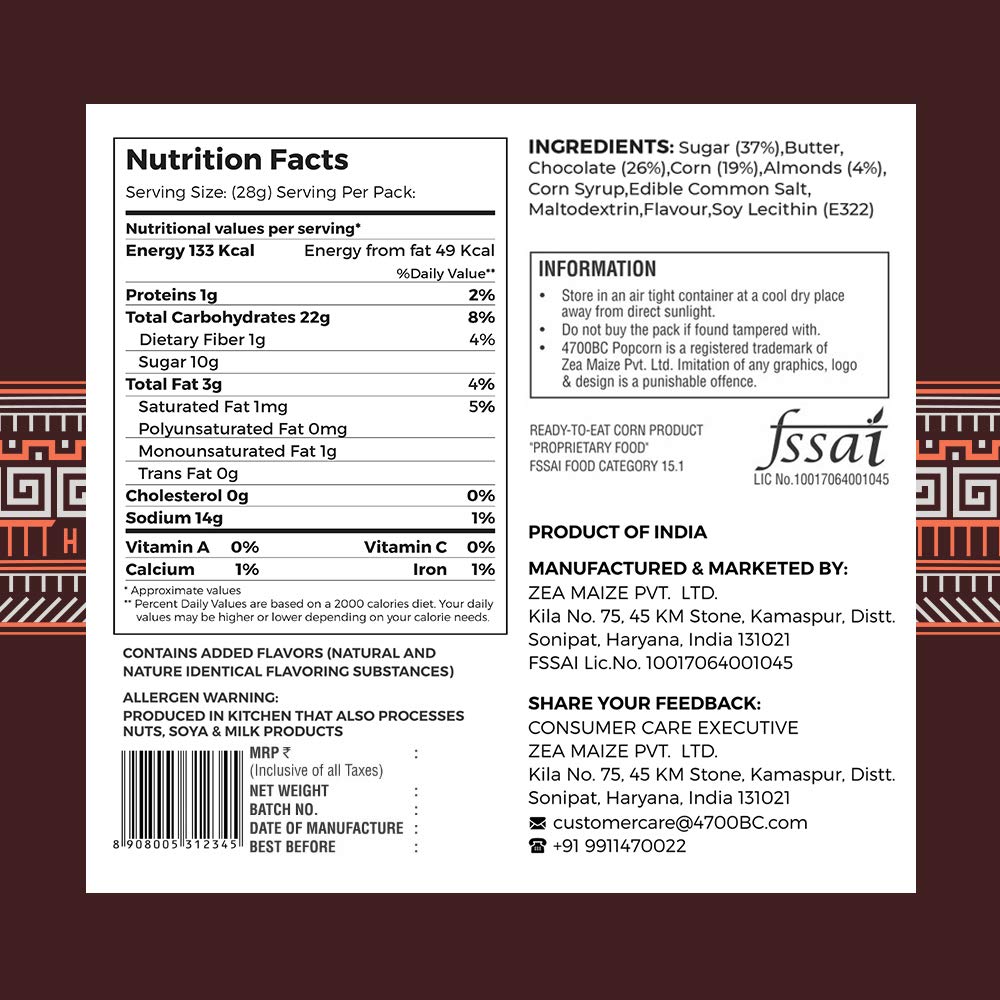 Nutrition Facts
Serving Size: (28g) Serving Per Pack:
Nutritional values per serving*
Energy 133 Kcal Energy from fat 49 Kcal
%Daily Value**
Proteins 1g 2%
Total Carbohydrates 22g 8%
Dietary Fiber 1g 4%
Sugar 10g
Total Fat 3g 4%
Saturated Fat 1mg 5%
Polyunsaturated Fat 0mg
Monounsaturated Fat 1g
Trans Fat 0g
Cholesterol 0g 0%
Sodium 14g 1%
Vitamin A 0% Vitamin C 0%
Calcium 1% Iron 1%
* Approximate values
** Percent Daily Values are based on a 2000 calories diet. Your daily
values may be higher or lower depending on your calorie needs.
CONTAINS ADDED FLAVORS (NATURAL AND
NATURE IDENTICAL FLAVORING SUBSTANCES)
ALLERGEN WARNING:
PRODUCED IN KITCHEN THAT ALSO PROCESSES
NUTS, SOYA & MILK PRODUCTS
MRP ₹ :
(Inclusive of all Taxes)
NET WEIGHT :
BATCH NO. :
DATE OF MANUFACTURE :
BEST BEFORE :
8 908005 312345
INGREDIENTS: Sugar (37%),Butter,
Chocolate (26%),Corn (19%),Almonds (4%),
Corn Syrup,Edible Common Salt,
Maltodextrin,Flavour,Soy Lecithin (E322)
INFORMATION
• Store in an air tight container at a cool dry place
away from direct sunlight.
• Do not buy the pack if found tampered with.
• 4700BC Popcorn is a registered trademark of
Zea Maize Pvt. Ltd. Imitation of any graphics, logo
& design is a punishable offence.
READY-TO-EAT CORN PRODUCT
"PROPRIETARY FOOD"
FSSAI FOOD CATEGORY 15.1
fssai
LIC No.10017064001045
PRODUCT OF INDIA
MANUFACTURED & MARKETED BY:
ZEA MAIZE PVT. LTD.
Kila No. 75, 45 KM Stone, Kamaspur, Distt.
Sonipat, Haryana, India 131021
FSSAI Lic.No. 10017064001045
SHARE YOUR FEEDBACK:
CONSUMER CARE EXECUTIVE
ZEA MAIZE PVT. LTD.
Kila No. 75, 45 KM Stone, Kamaspur, Distt.
Sonipat, Haryana, India 131021
customercare@4700BC.com
+91 9911470022
H